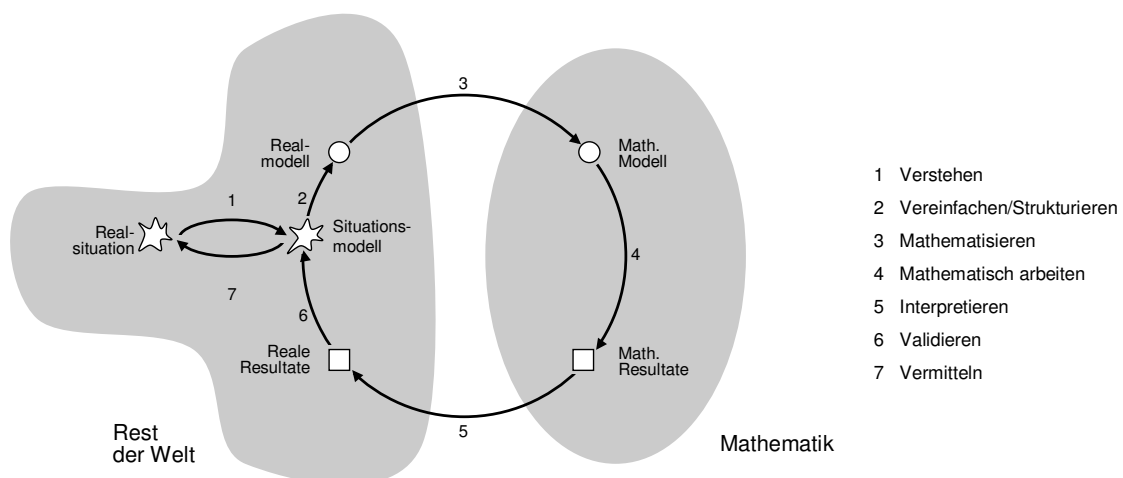 3
Real-
modell
Math.
Modell
1
2
Real-
situation
Situations-
modell
4
7
6
Reale
Resultate
Math.
Resultate
5
Rest
der Welt
Mathematik
1 Verstehen
2 Vereinfachen/Strukturieren
3 Mathematisieren
4 Mathematisch arbeiten
5 Interpretieren
6 Validieren
7 Vermitteln